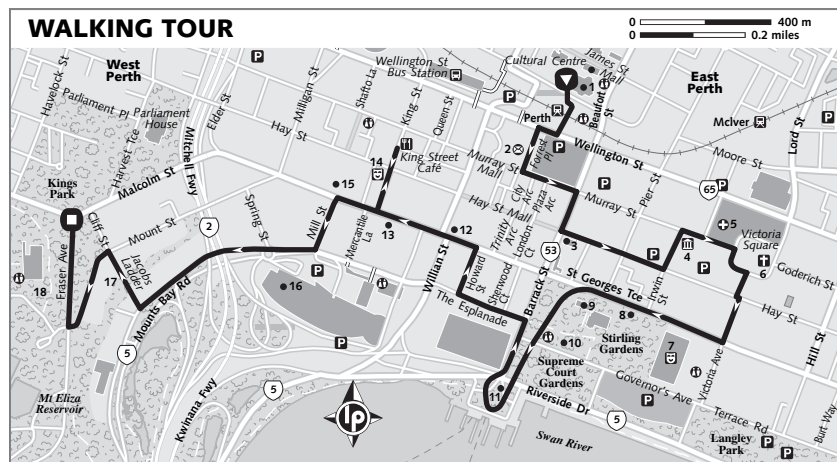 WALKING TOUR
0 400 m
0 0.2 miles
West
Perth
Havelock St
Parliament Pl
Parliament
House
Harvest Tce
Elder St
Milligan St
Shafto La
King St
Queen St
Wellington St
Bus Station
Cultural Centre
James St
Mall
1
Beaufort
St
East
Perth
Perth
McIver
Lord St
Moore St
Wellington St
Hay St
Mitchell Fwy
Malcolm St
Kings
Park
Cliff St
Mount St
Jacobs
Ladder
17
Mounts Bay Rd
Fraser Ave
18
Mt Eliza
Reservoir
2
5
Spring St
Mill St
15
14
King Street
Café
13
Mercantile
La
12
16
William St
Howard
St
Sherwood
Ct
The Esplanade
2
Forrest Pl
Murray St
Mall
City
Arc
Plaza
Arc
Hay St Mall
Trinity
Arc
London Ct
53
3
Murray St
Pier St
65
5
4
Victoria
Square
6
Goderich St
Irwin
St
Hay St
Hill St
St Georges Tce
Barrack St
9
8
Stirling
Gardens
10
Supreme
Court
Gardens
7
Victoria Ave
Governor's Ave
Terrace Rd
Burt Way
Langley
Park
11
Riverside Dr
5
Swan River
Kwinana Fwy
5
lp